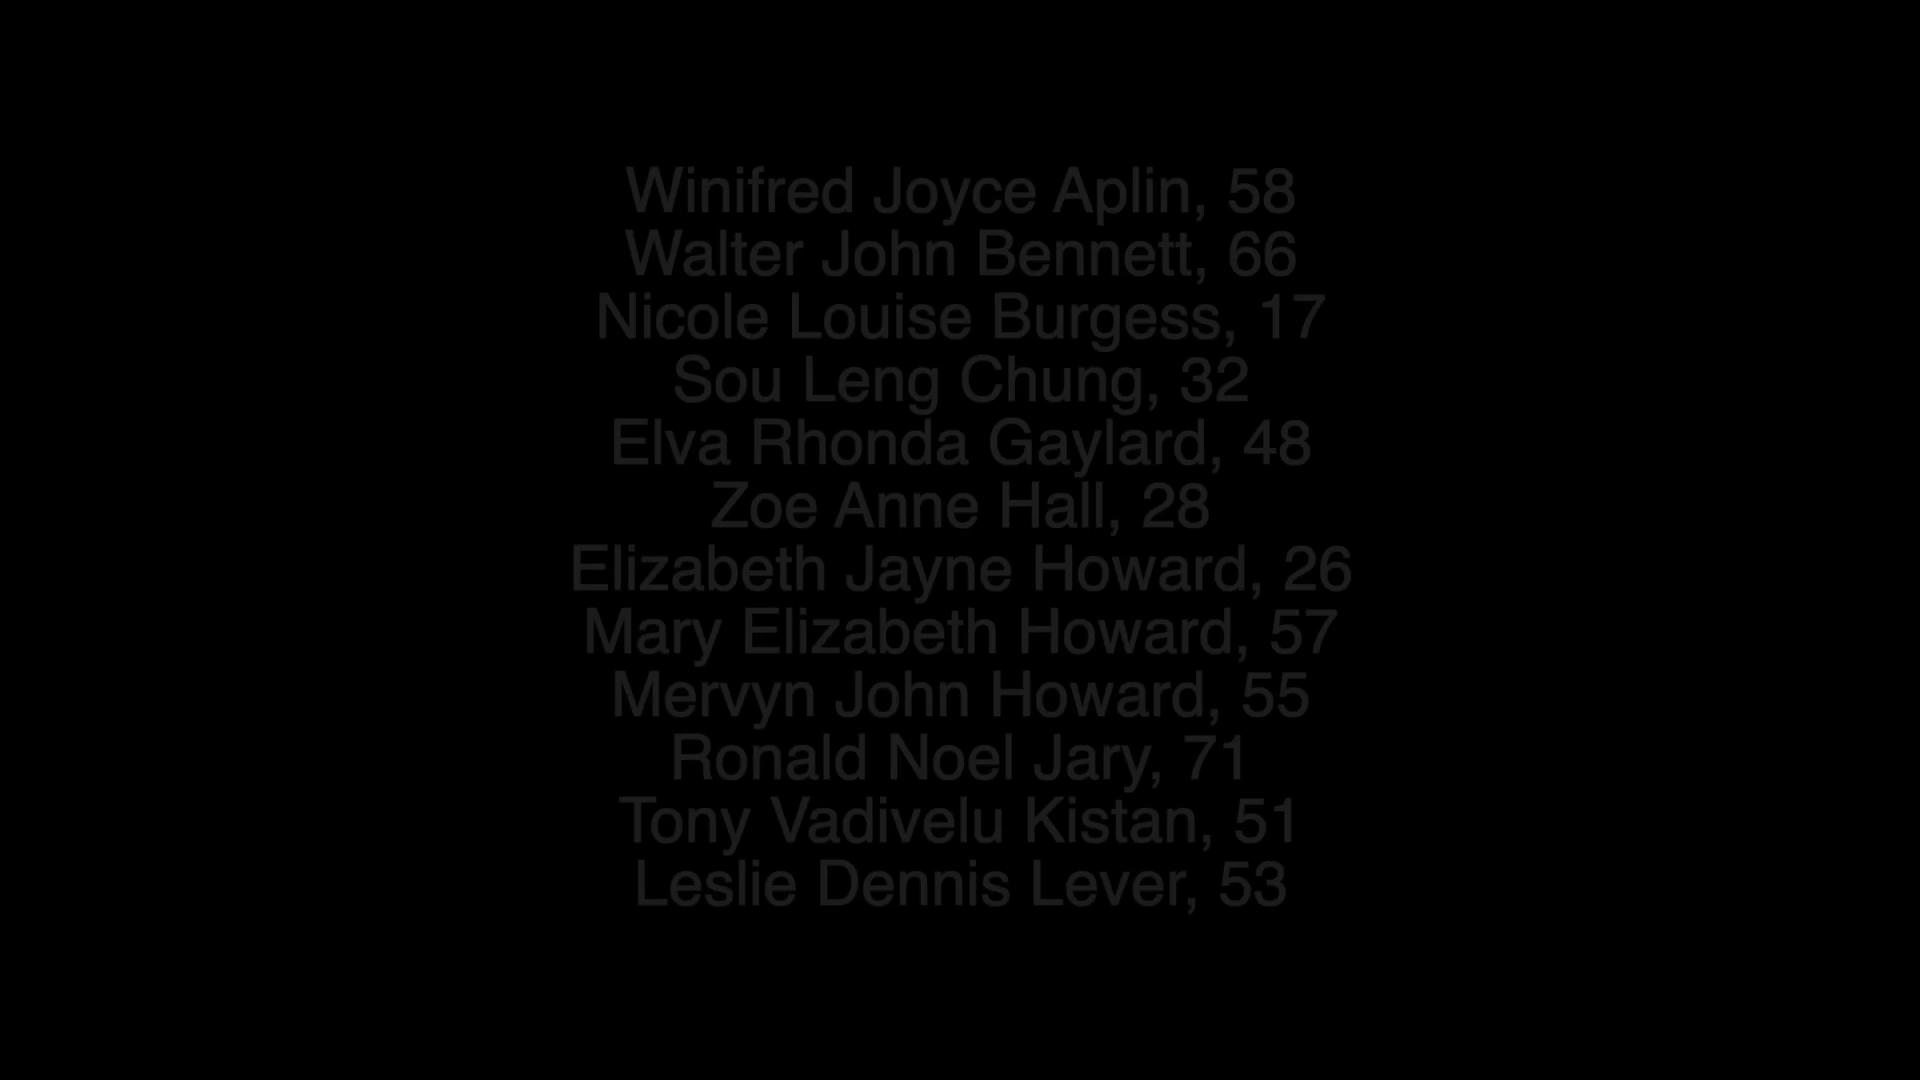 Winifred Joyce Aplin, 58
Walter John Bennett, 66
Nicole Louise Burgess, 17
Sou Leng Chung, 32
Elva Rhonda Gaylard, 48
Zoe Anne Hall, 28
Elizabeth Jayne Howard, 26
Mary Elizabeth Howard, 57
Mervyn John Howard, 55
Ronald Noel Jary, 71
Tony Vadivelu Kistan, 51
Leslie Dennis Lever, 53